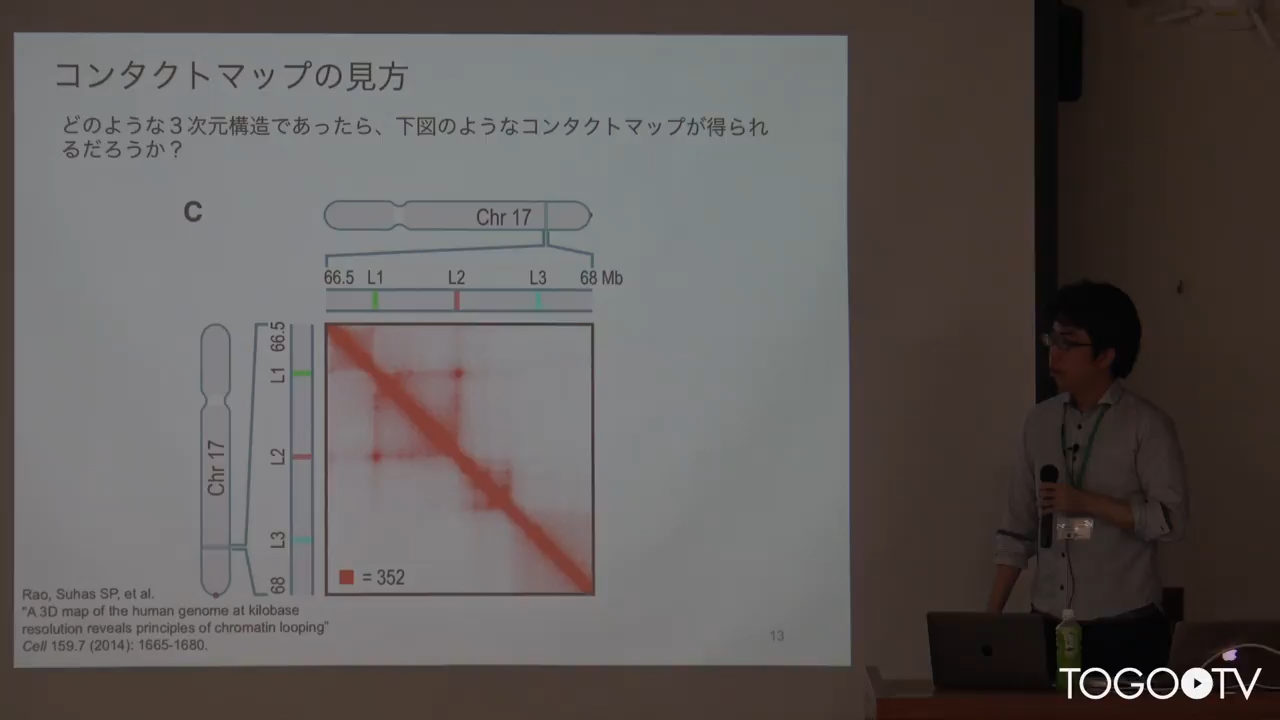 コンタクトマップの見方
どのような３次元構造であったら、下図のようなコンタクトマップが得られ
るだろうか？
C
Chr 17
66.5 L1 L2 L3 68 Mb
66.5
L1
L2
L3
68
Chr 17
= 352
Rao, Suhas SP, et al.
"A 3D map of the human genome at kilobase
resolution reveals principles of chromatin looping"
Cell 159.7 (2014): 1665-1680.
13
TOGOTV